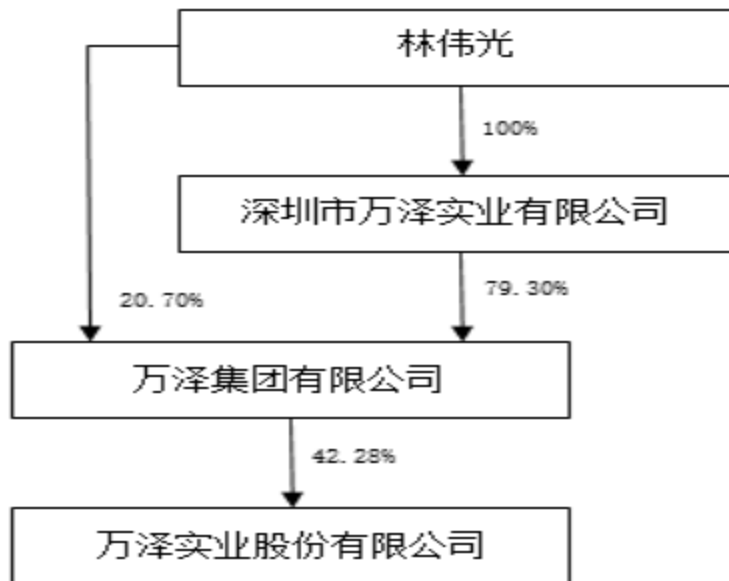 林伟光
100%
深圳市万泽实业有限公司
79. 30%
20. 70%
万泽集团有限公司
42. 28%
万泽实业股份有限公司